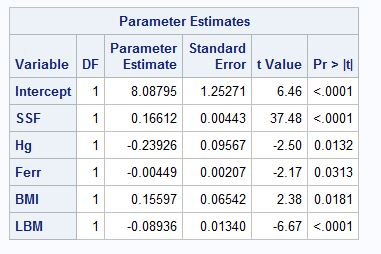 Parameter Estimates
Variable DF Parameter Estimate Standard Error t Value Pr > |t|
Intercept 1 8.08795 1.25271 6.46 <.0001
SSF 1 0.16612 0.00443 37.48 <.0001
Hg 1 -0.23926 0.09567 -2.50 0.0132
Ferr 1 -0.00449 0.00207 -2.17 0.0313
BMI 1 0.15597 0.06542 2.38 0.0181
LBM 1 -0.08936 0.01340 -6.67 <.0001